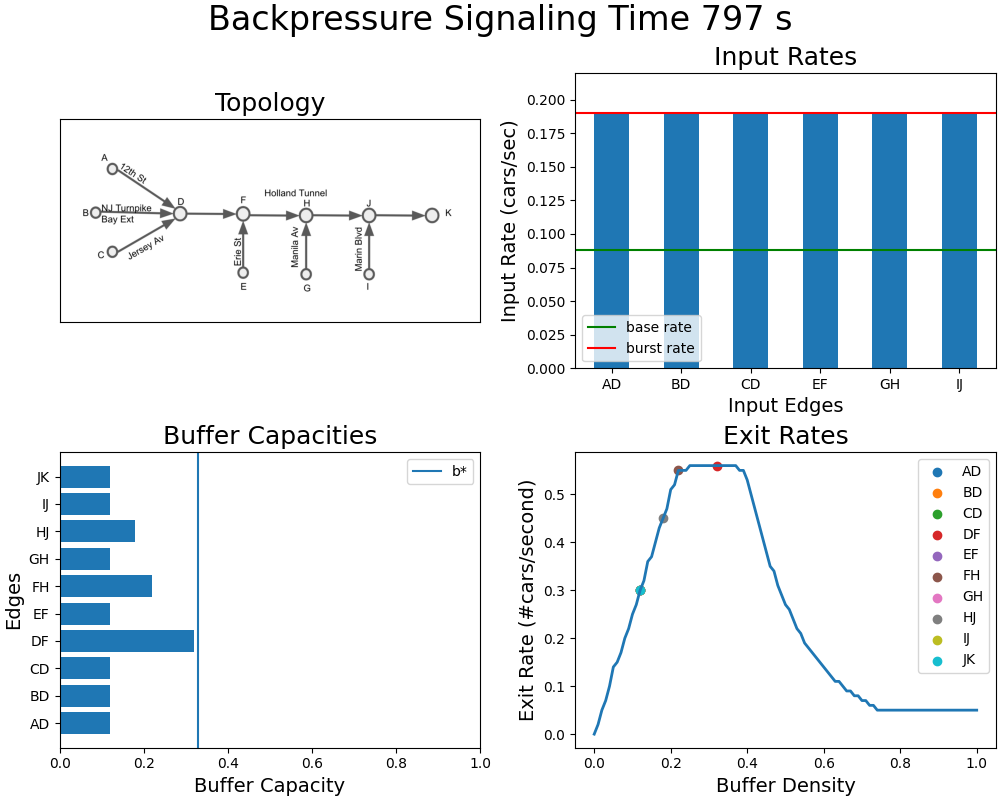 Backpressure Signaling Time 797 s
Topology
A
12th St
B
NJ Turnpike
Bay Ext
C
Jersey Av
D
F
Holland Tunnel
H
J
K
Erie St
Manila Av
Marin Blvd
E
G
I
Input Rates
Input Rate (cars/sec)
0.200
0.175
0.150
0.125
0.100
0.075
0.050
0.025
0.000
base rate
burst rate
AD BD CD EF GH IJ
Input Edges
Buffer Capacities
Edges
b*
JK
IJ
HJ
GH
FH
EF
DF
CD
BD
AD
0.0 0.2 0.4 0.6 0.8 1.0
Buffer Capacity
Exit Rates
Exit Rate (#cars/second)
0.5
0.4
0.3
0.2
0.1
0.0
AD
BD
CD
DF
EF
FH
GH
HJ
IJ
JK
0.0 0.2 0.4 0.6 0.8 1.0
Buffer Density